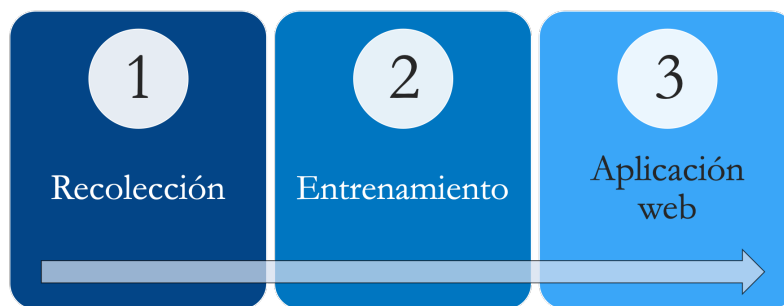 1
Recolección
2
Entrenamiento
3
Aplicación
web